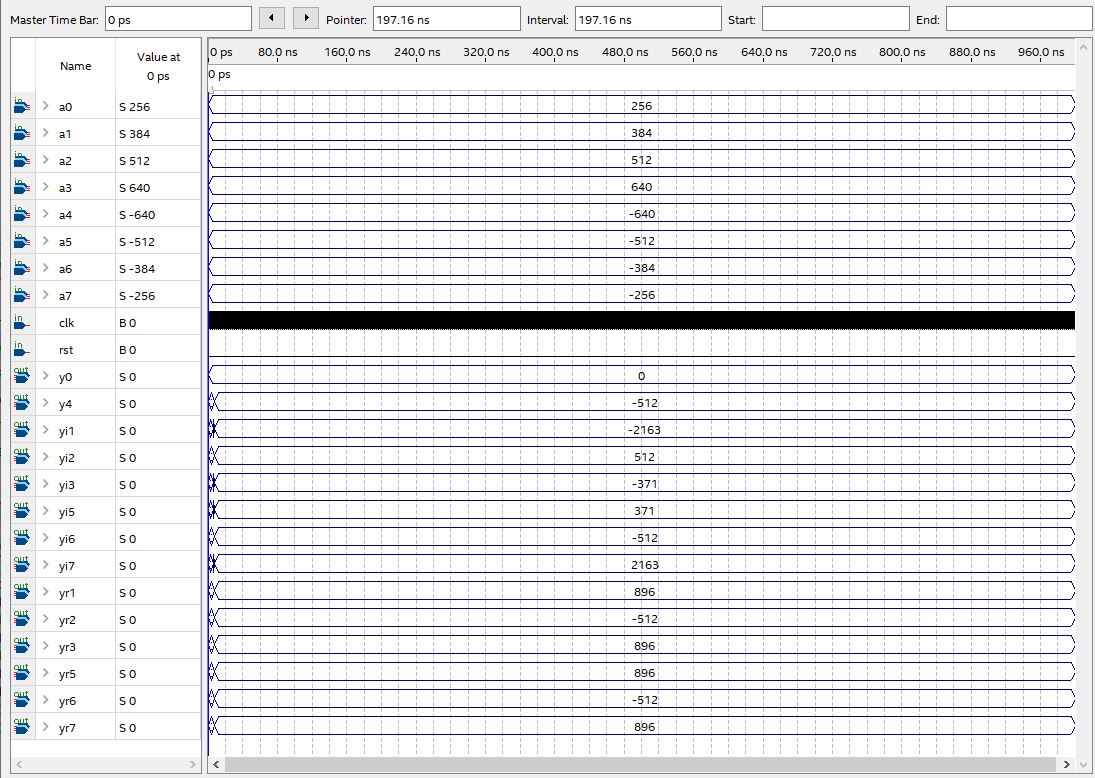 Master Time Bar: 0 ps Pointer: 197.16 ns Interval: 197.16 ns Start: End:
Name Value at 0 ps 0 ps 80.0 ns 160.0 ns 240.0 ns 320.0 ns 400.0 ns 480.0 ns 560.0 ns 640.0 ns 720.0 ns 800.0 ns 880.0 ns 960.0 ns
0 ps
in a0 S 256 256
in a1 S 384 384
in a2 S 512 512
in a3 S 640 640
in a4 S -640 -640
in a5 S -512 -512
in a6 S -384 -384
in a7 S -256 -256
in clk B 0
in rst B 0
out y0 S 0 0
out y4 S 0 -512
out yi1 S 0 -2163
out yi2 S 0 512
out yi3 S 0 -371
out yi5 S 0 371
out yi6 S 0 -512
out yi7 S 0 2163
out yr1 S 0 896
out yr2 S 0 -512
out yr3 S 0 896
out yr5 S 0 896
out yr6 S 0 -512
out yr7 S 0 896